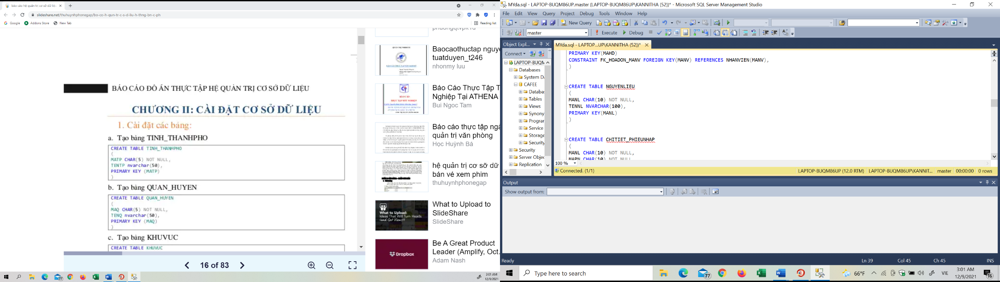 báo cáo hệ quản trị cơ sỡ dữ liệ
slideshare.net/thuhuynhphonegap/bo-co-h-qun-tr-c-s-d-liu-h-thng-bn-c-ph
Google
Addons Store
New Tab
Reading list
BÁO CÁO ĐỒ ÁN THỰC TẬP HỆ QUẢN TRỊ CƠ SỞ DỮ LIỆU
CHƯƠNG II: CÀI ĐẶT CƠ SỞ DỮ LIỆU
1. Cài đặt các bảng:
a. Tạo bảng TINH_THANHPHO
CREATE TABLE TINH_THANHPHO
(
MATP CHAR(5) NOT NULL,
TENTP nvarchar(50),
PRIMARY KEY (MATP)
)
b. Tạo bảng QUAN_HUYEN
CREATE TABLE QUAN_HUYEN
(
MAQ CHAR(5) NOT NULL,
TENQ nvarchar(50),
PRIMARY KEY (MAQ)
)
c. Tạo bảng KHUVUC
CREATE TABLE KHUVUC
16 of 83
QUẢN TRỊ WEBSITE
Baocaothuctap nguye
tuatduyen_t246
nhonmy luu
BÁO CÁO
Báo Cáo Thực Tập T
Nghiệp Tại ATHENA
Bui Ngoc Tam
Báo cáo thực tập ngà
quản trị văn phòng
Học Huỳnh Bá
hệ quản trị cơ sỡ dữ
bán vé xem phim
thuhuynhphonegap
What to Upload:
Ideas That Will Turn Heads
(and Get Views!)
What to Upload to
SlideShare
SlideShare
Dropbox
Be A Great Product
Leader (Amplify, Oct.
Adam Nash
77
3:01 AM
12/9/2021
MYda.sql - LAPTOP-BUQM86UP.master (LAPTOP-BUQM86UP\KANNITHA (52))* - Microsoft SQL Server Management Studio
File Edit View Query Project Debug Tools Window Help
New Query
master
Execute
Debug
Object Expl...
Connect
LAPTOP-BUQM
Databases
System Da
CAFEE
Databa
Tables
Views
Synony
Prograr
Service
Storage
Security
Security
Server Objec
Replication
MYda.sql - LAPTOP...UP\KANNITHA (52))*
PRIMARY KEY(MAHD)
CONSTRAINT FK_HOADON_MANV FOREIGN KEY(MANV) REFERENCES NHANVIEN(MANV),
)
CREATE TABLE NGUYENLIEU
(
MANL CHAR(10) NOT NULL,
TENNL NVARCHAR(100),
PRIMARY KEY(MANL)
)
CREATE TABLE CHITIET_PHIEUNHAP
(
MANL CHAR(10) NOT NULL,
MAPN CHAR(10) NOT NULL
100 %
Connected. (1/1)
LAPTOP-BUQM86UP (12.0 RTM)
LAPTOP-BUQM86UP\KANNIT...
master
00:00:00
0 rows
Output
Show output from:
Ready
Ln 39
Col 45
Ch 45
INS
Type here to search
77
66°F
VIE
3:01 AM
12/9/2021
16